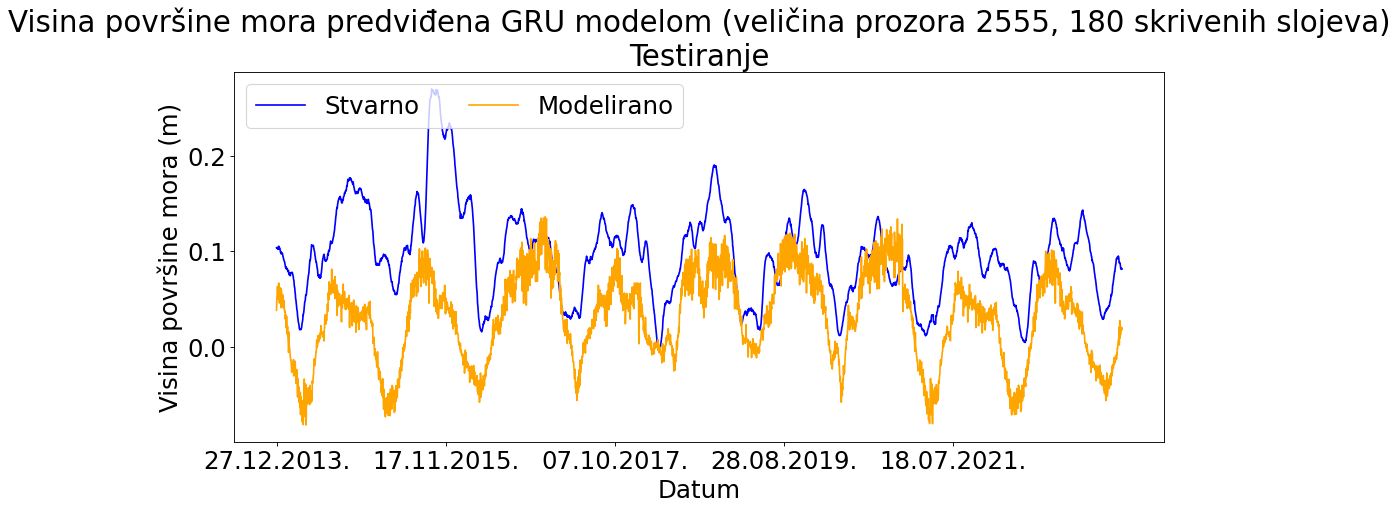 Visina površine mora predviđena GRU modelom (veličina prozora 2555, 180 skrivenih slojeva)
Testiranje
Stvarno
Modelirano
Visina površine mora (m)
0.2
0.1
0.0
27.12.2013.
17.11.2015.
07.10.2017.
28.08.2019.
18.07.2021.
Datum